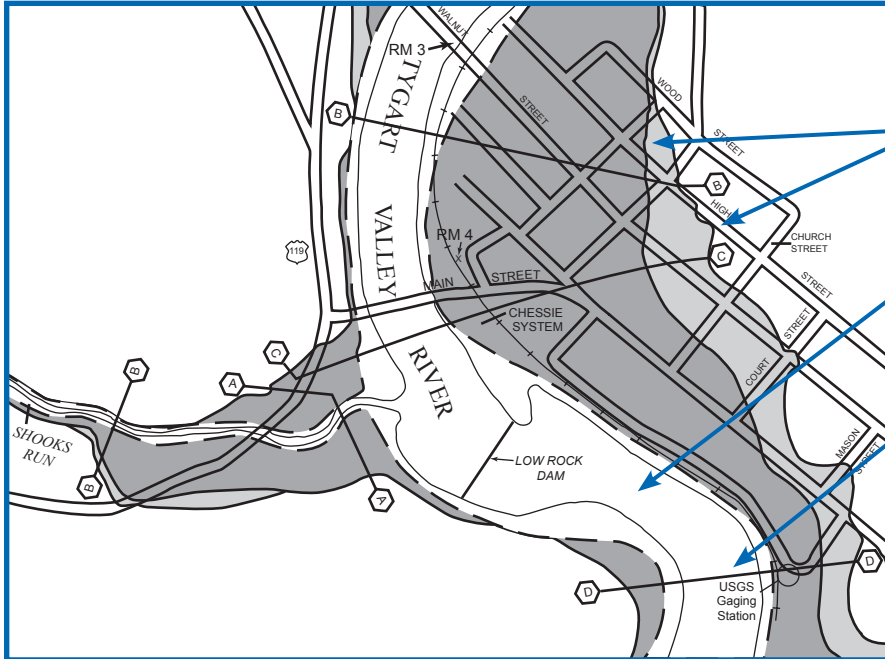 WALNUT
STREET
RM 3
TYGART
VALLEY
RIVER
WOOD
STREET
B
B
HIGH
STREET
CHURCH
STREET
C
119
RM 4
MAIN
STREET
CHESSIE
SYSTEM
STREET
COURT
C
A
B
SHOOKS
RUN
B
A
LOW ROCK
DAM
MASON
STREET
D
D
USGS
Gaging
Station